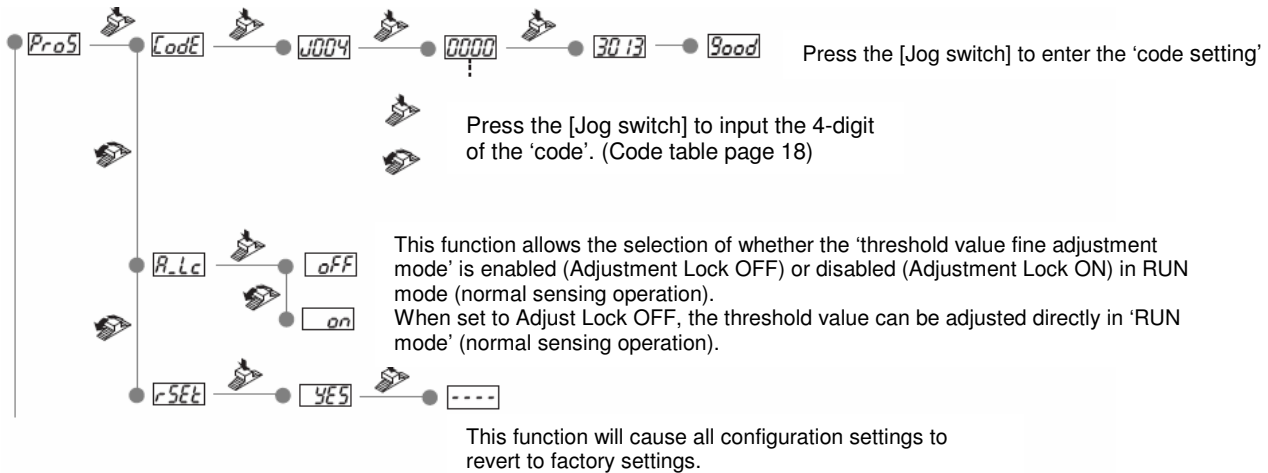 ProS CodE J004 0000 3013 good Press the [Jog switch] to enter the ‘code setting’
Press the [Jog switch] to input the 4-digit
of the ‘code’. (Code table page 18)
A_Lc oFF This function allows the selection of whether the ‘threshold value fine adjustment
mode’ is enabled (Adjustment Lock OFF) or disabled (Adjustment Lock ON) in RUN
on mode (normal sensing operation).
When set to Adjust Lock OFF, the threshold value can be adjusted directly in ‘RUN
mode’ (normal sensing operation).
rSEt YES ----
This function will cause all configuration settings to
revert to factory settings.